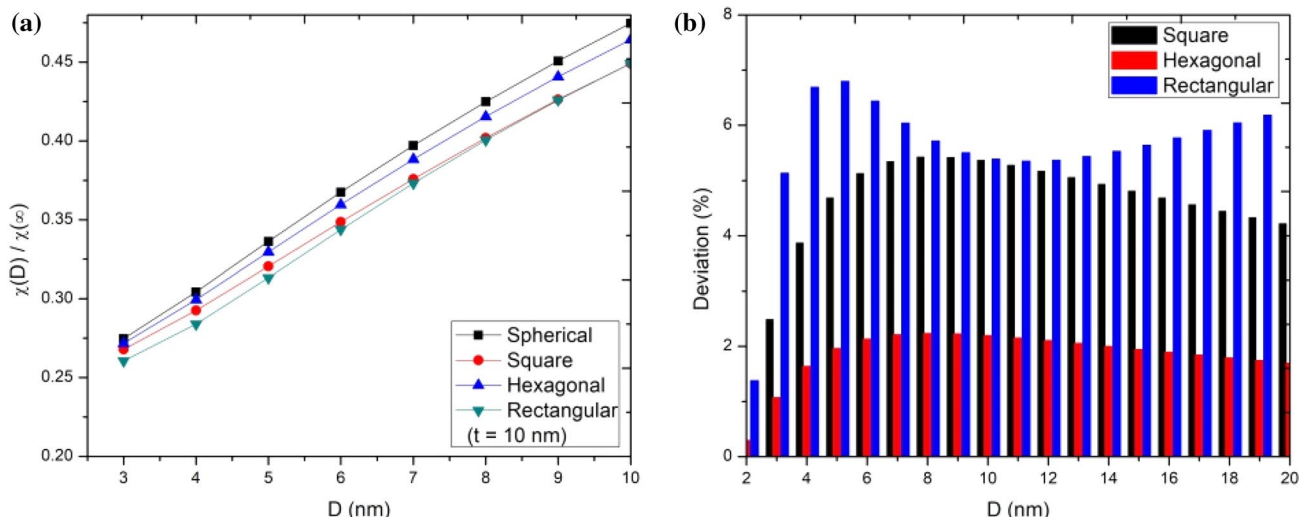 (a)
χ(D) / χ(∞)
0.45
0.40
0.35
0.30
0.25
0.20
Spherical
Square
Hexagonal
Rectangular
(t = 10 nm)
3 4 5 6 7 8 9 10
D (nm)
(b)
Deviation (%)
8
6
4
2
0
Square
Hexagonal
Rectangular
2 4 6 8 10 12 14 16 18 20
D (nm)